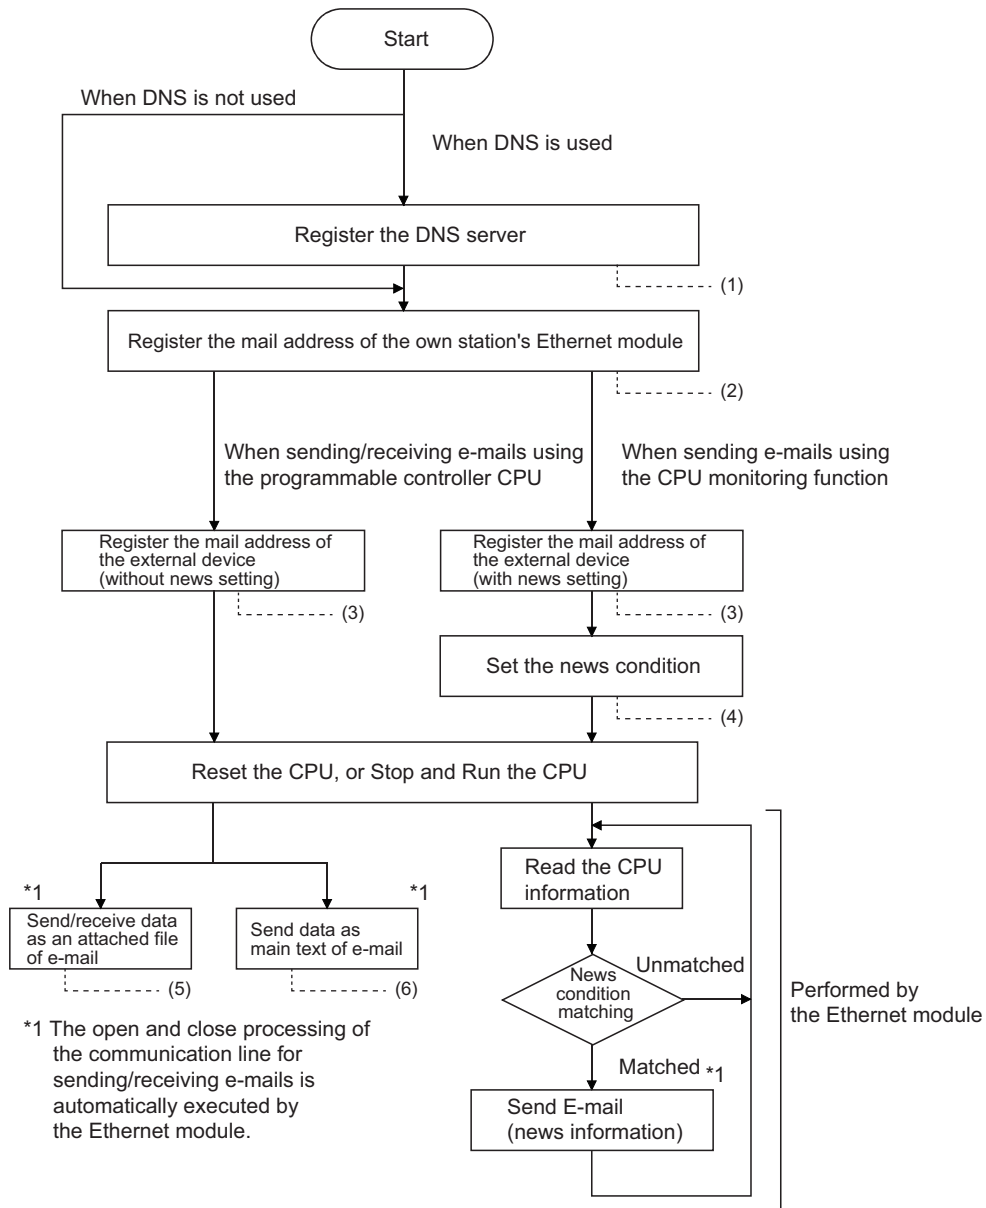 Start
When DNS is not used
When DNS is used
Register the DNS server
(1)
Register the mail address of the own station's Ethernet module
(2)
When sending/receiving e-mails using
the programmable controller CPU
When sending e-mails using
the CPU monitoring function
Register the mail address of
the external device
(without news setting)
(3)
Register the mail address of
the external device
(with news setting)
(3)
Set the news condition
(4)
Reset the CPU, or Stop and Run the CPU
*1
Send/receive data
as an attached file
of e-mail
(5)
*1
Send data as
main text of e-mail
(6)
Read the CPU
information
News
condition
matching
Unmatched
Matched
*1
Send E-mail
(news information)
Performed by
the Ethernet module
*1 The open and close processing of
the communication line for
sending/receiving e-mails is
automatically executed by
the Ethernet module.